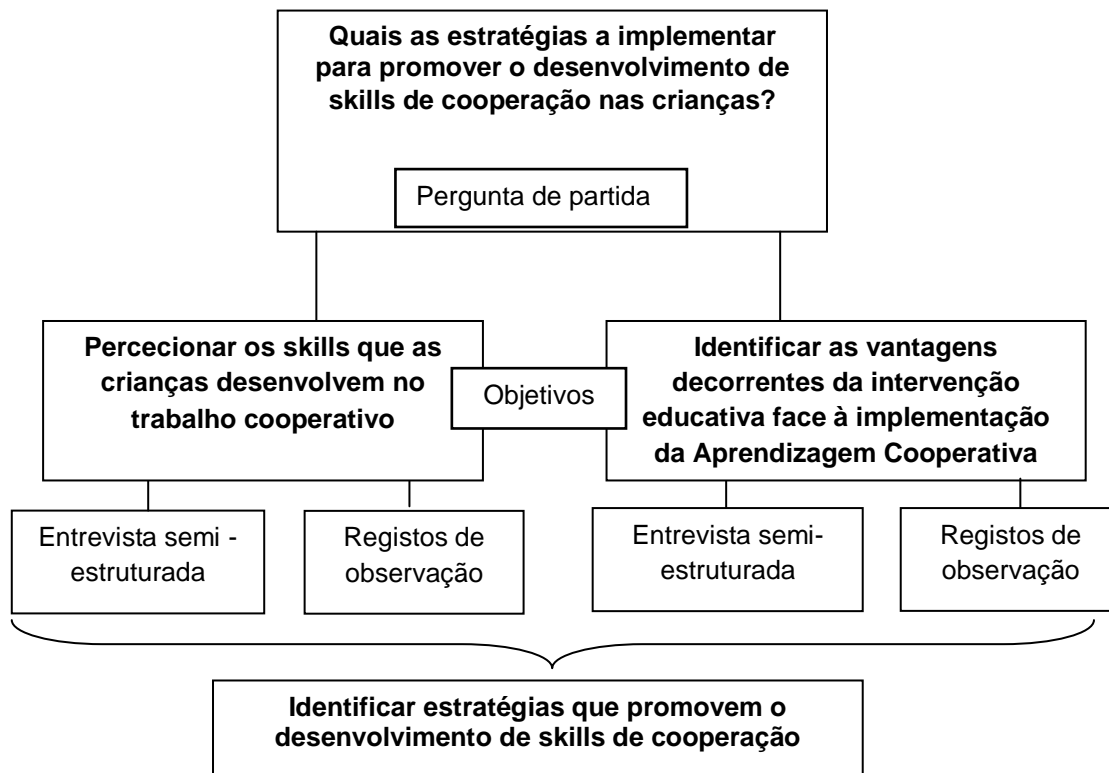 Quais as estratégias a implementar
para promover o desenvolvimento de
skills de cooperação nas crianças?
Pergunta de partida
Percecionar os skills que as
crianças desenvolvem no
trabalho cooperativo
Objetivos
Identificar as vantagens
decorrentes da intervenção
educativa face à implementação
da Aprendizagem Cooperativa
Entrevista semi -
estruturada
Registos de
observação
Entrevista semi-
estruturada
Registos de
observação
Identificar estratégias que promovem o
desenvolvimento de skills de cooperação